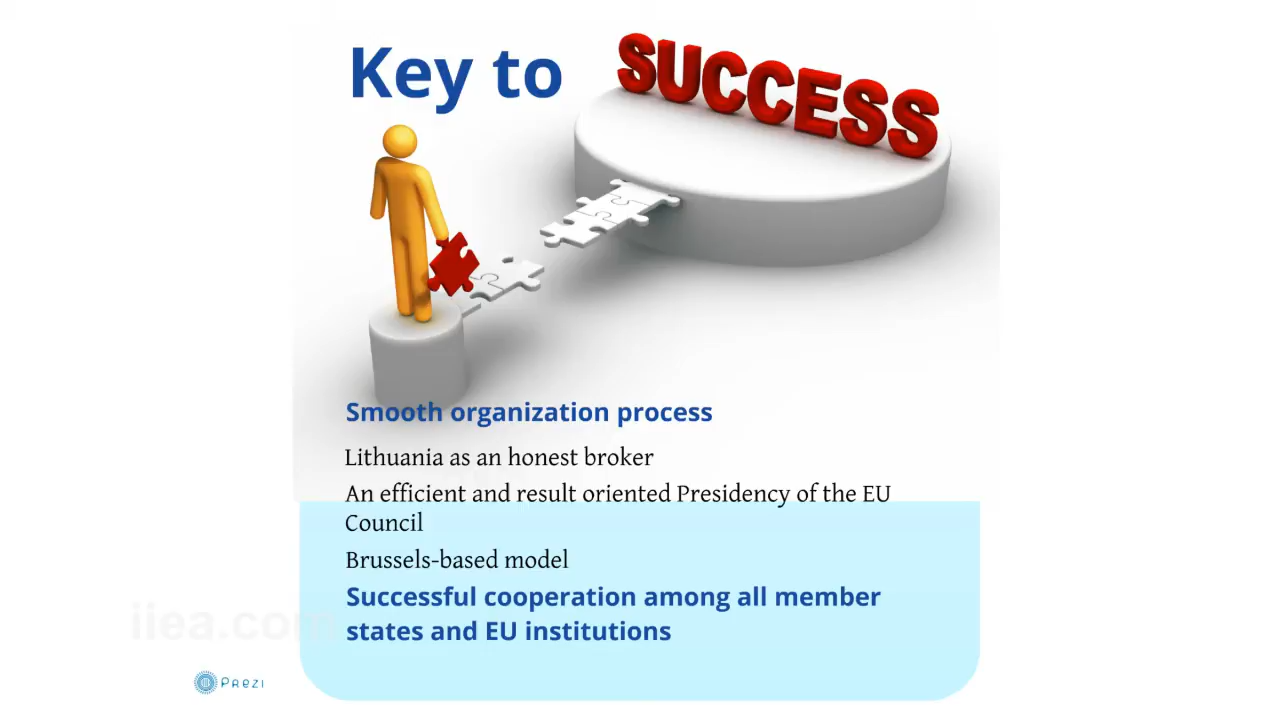 Key to SUCCESS
Smooth organization process
Lithuania as an honest broker
An efficient and result oriented Presidency of the EU
Council
Brussels-based model
Successful cooperation among all member
states and EU institutions
iiea.com
Prezi